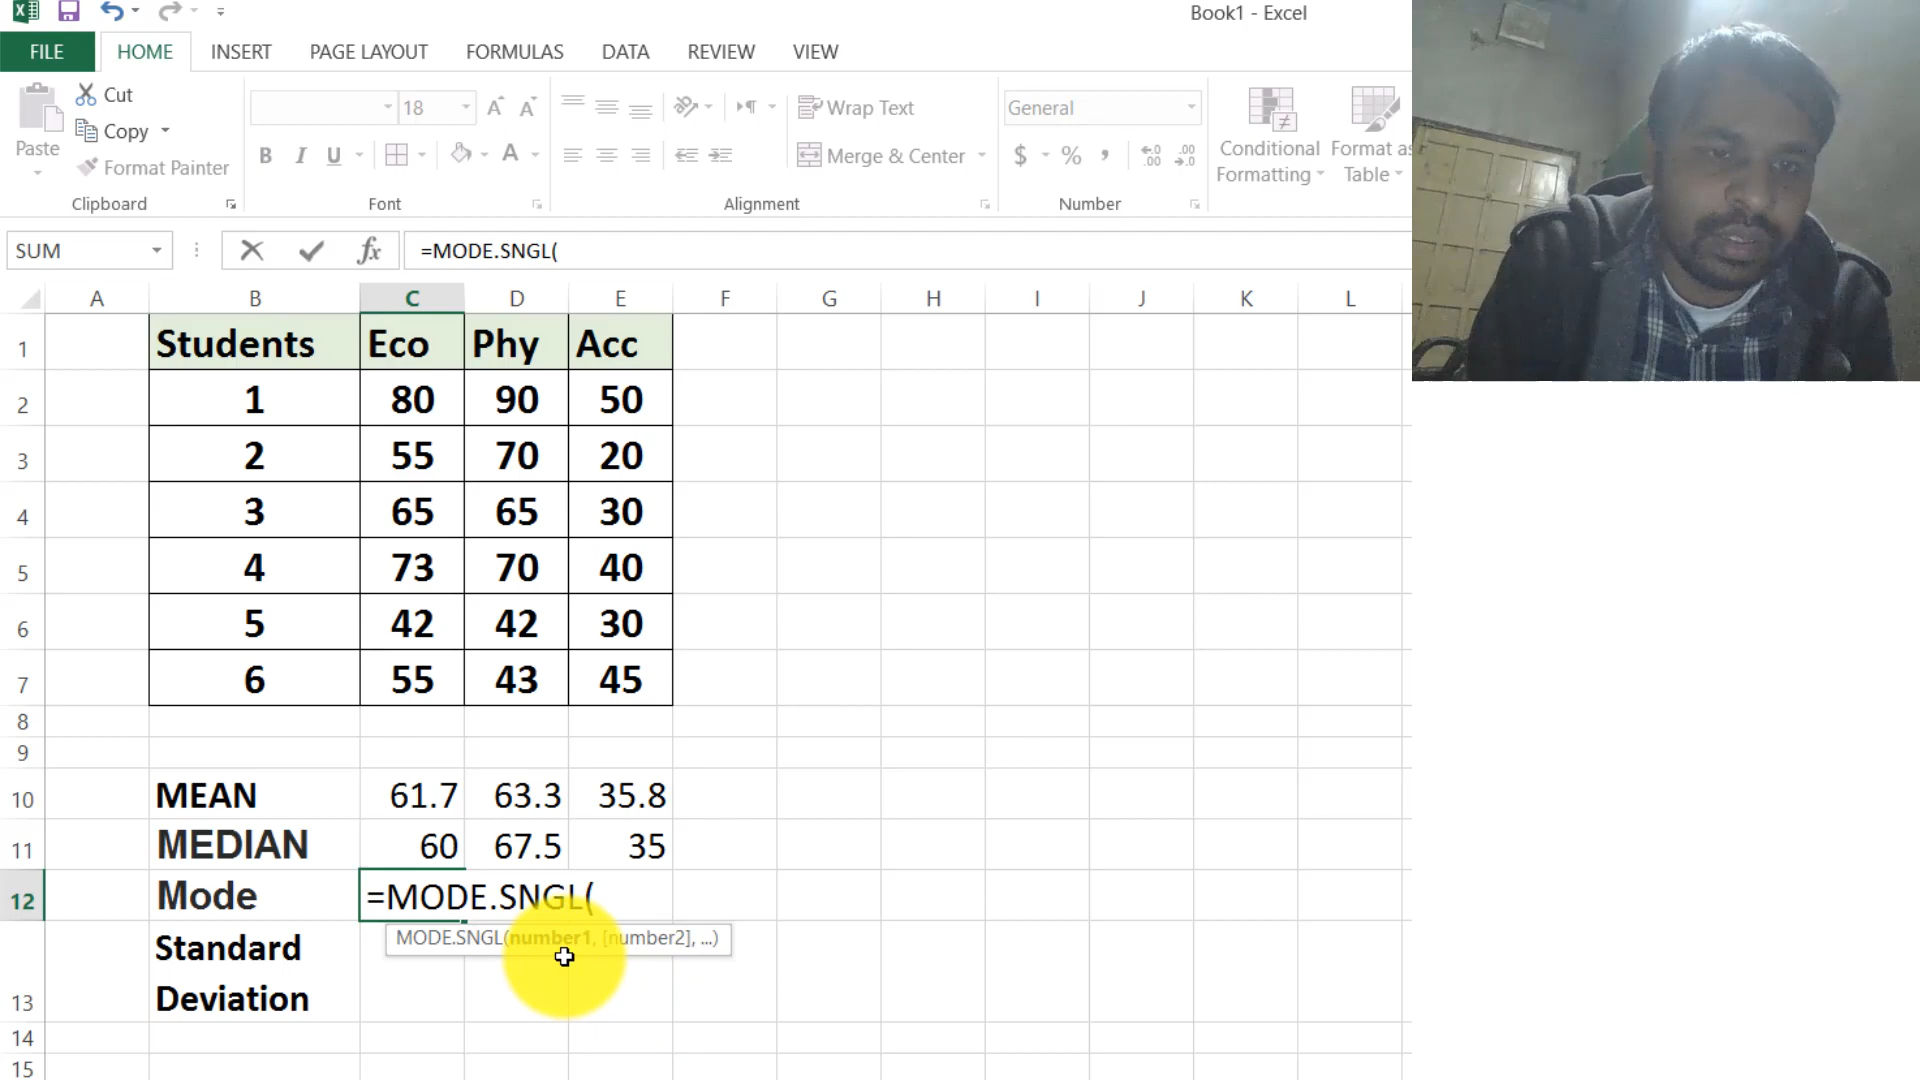 Book1 - Excel
FILE HOME INSERT PAGE LAYOUT FORMULAS DATA REVIEW VIEW
Paste
Cut
Copy
Format Painter
Clipboard
18
B I U
Font
Wrap Text
Merge & Center
Alignment
General
$ % ,
Number
Conditional
Formatting
Format as
Table
SUM
fx
=MODE.SNGL(
A B C D E F G H I J K L
1 Students Eco Phy Acc
2 1 80 90 50
3 2 55 70 20
4 3 65 65 30
5 4 73 70 40
6 5 42 42 30
7 6 55 43 45
8
9
10 MEAN 61.7 63.3 35.8
11 MEDIAN 60 67.5 35
12 Mode =MODE.SNGL(
MODE.SNGL(number1, [number2], ...)
Standard
13 Deviation
14
15